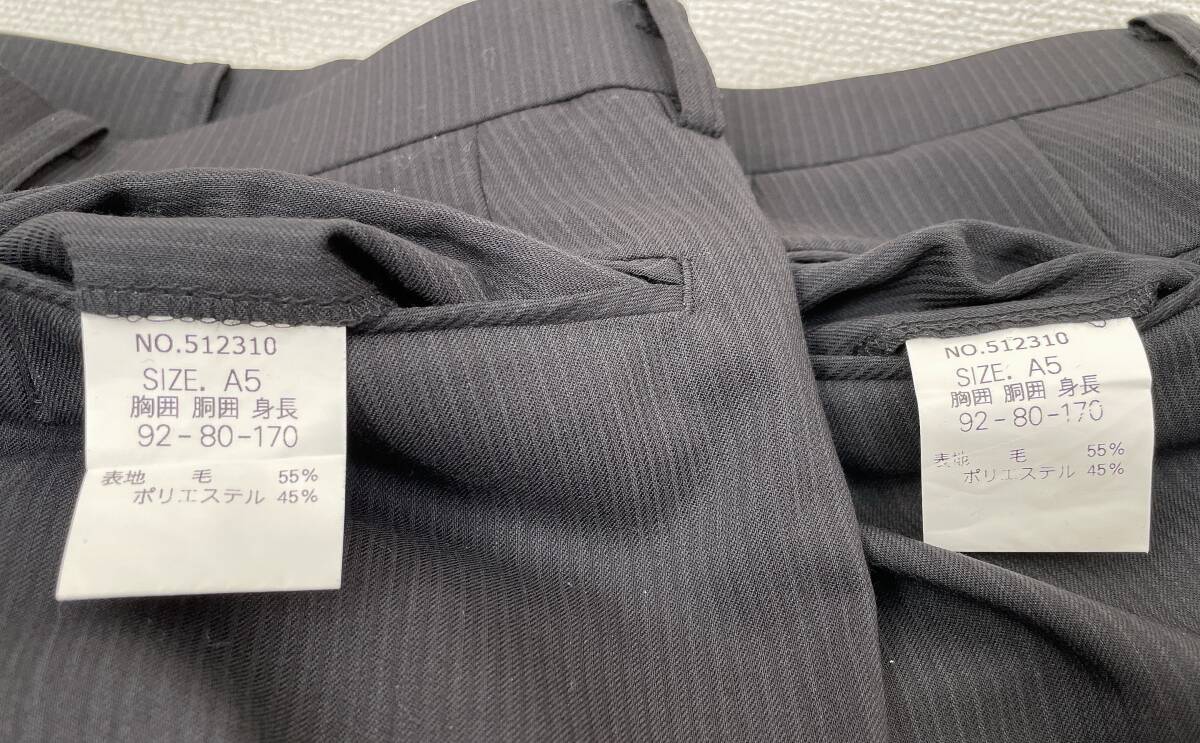 NO.512310
SIZE. A5
胸囲 胴囲 身長
92-80-170
表地 毛 55%
ポリエステル 45%
NO.512310
SIZE. A5
胸囲 胴囲 身長
92-80-170
表地 毛 55%
ポリエステル 45%